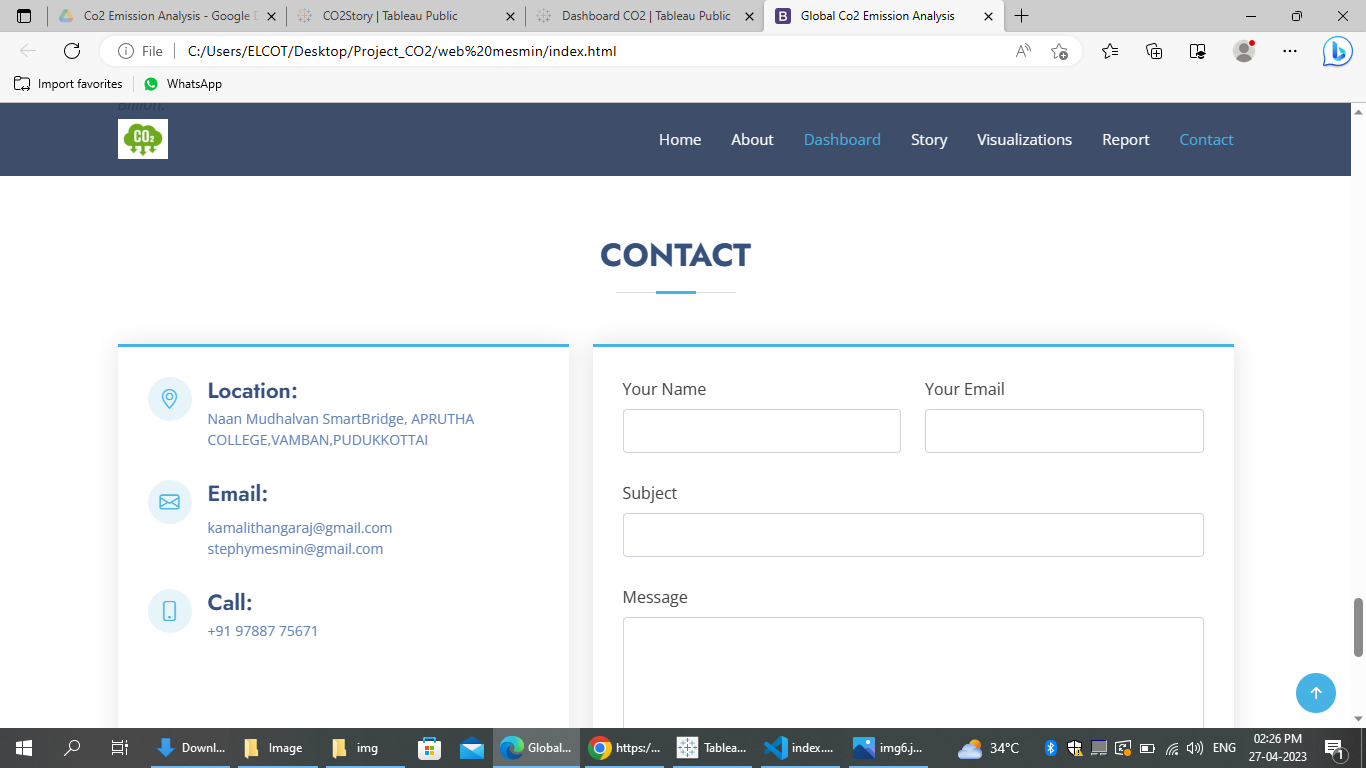 Co2 Emission Analysis - Google D
CO2Story | Tableau Public
Dashboard CO2 | Tableau Public
Global Co2 Emission Analysis
File
C:/Users/ELCOT/Desktop/Project_CO2/web%20mesmin/index.html
Import favorites
WhatsApp
Billion.
CO2
Home
About
Dashboard
Story
Visualizations
Report
Contact
CONTACT
Location:
Naan Mudhalvan SmartBridge, APRUTHA
COLLEGE,VAMBAN,PUDUKKOTTAI
Email:
kamalithangaraj@gmail.com
stephymesmin@gmail.com
Call:
+91 97887 75671
Your Name
Your Email
Subject
Message
Downl...
Image
img
Global...
https:/...
Tablea...
index....
img6.j...
34°C
ENG
02:26 PM
27-04-2023
1